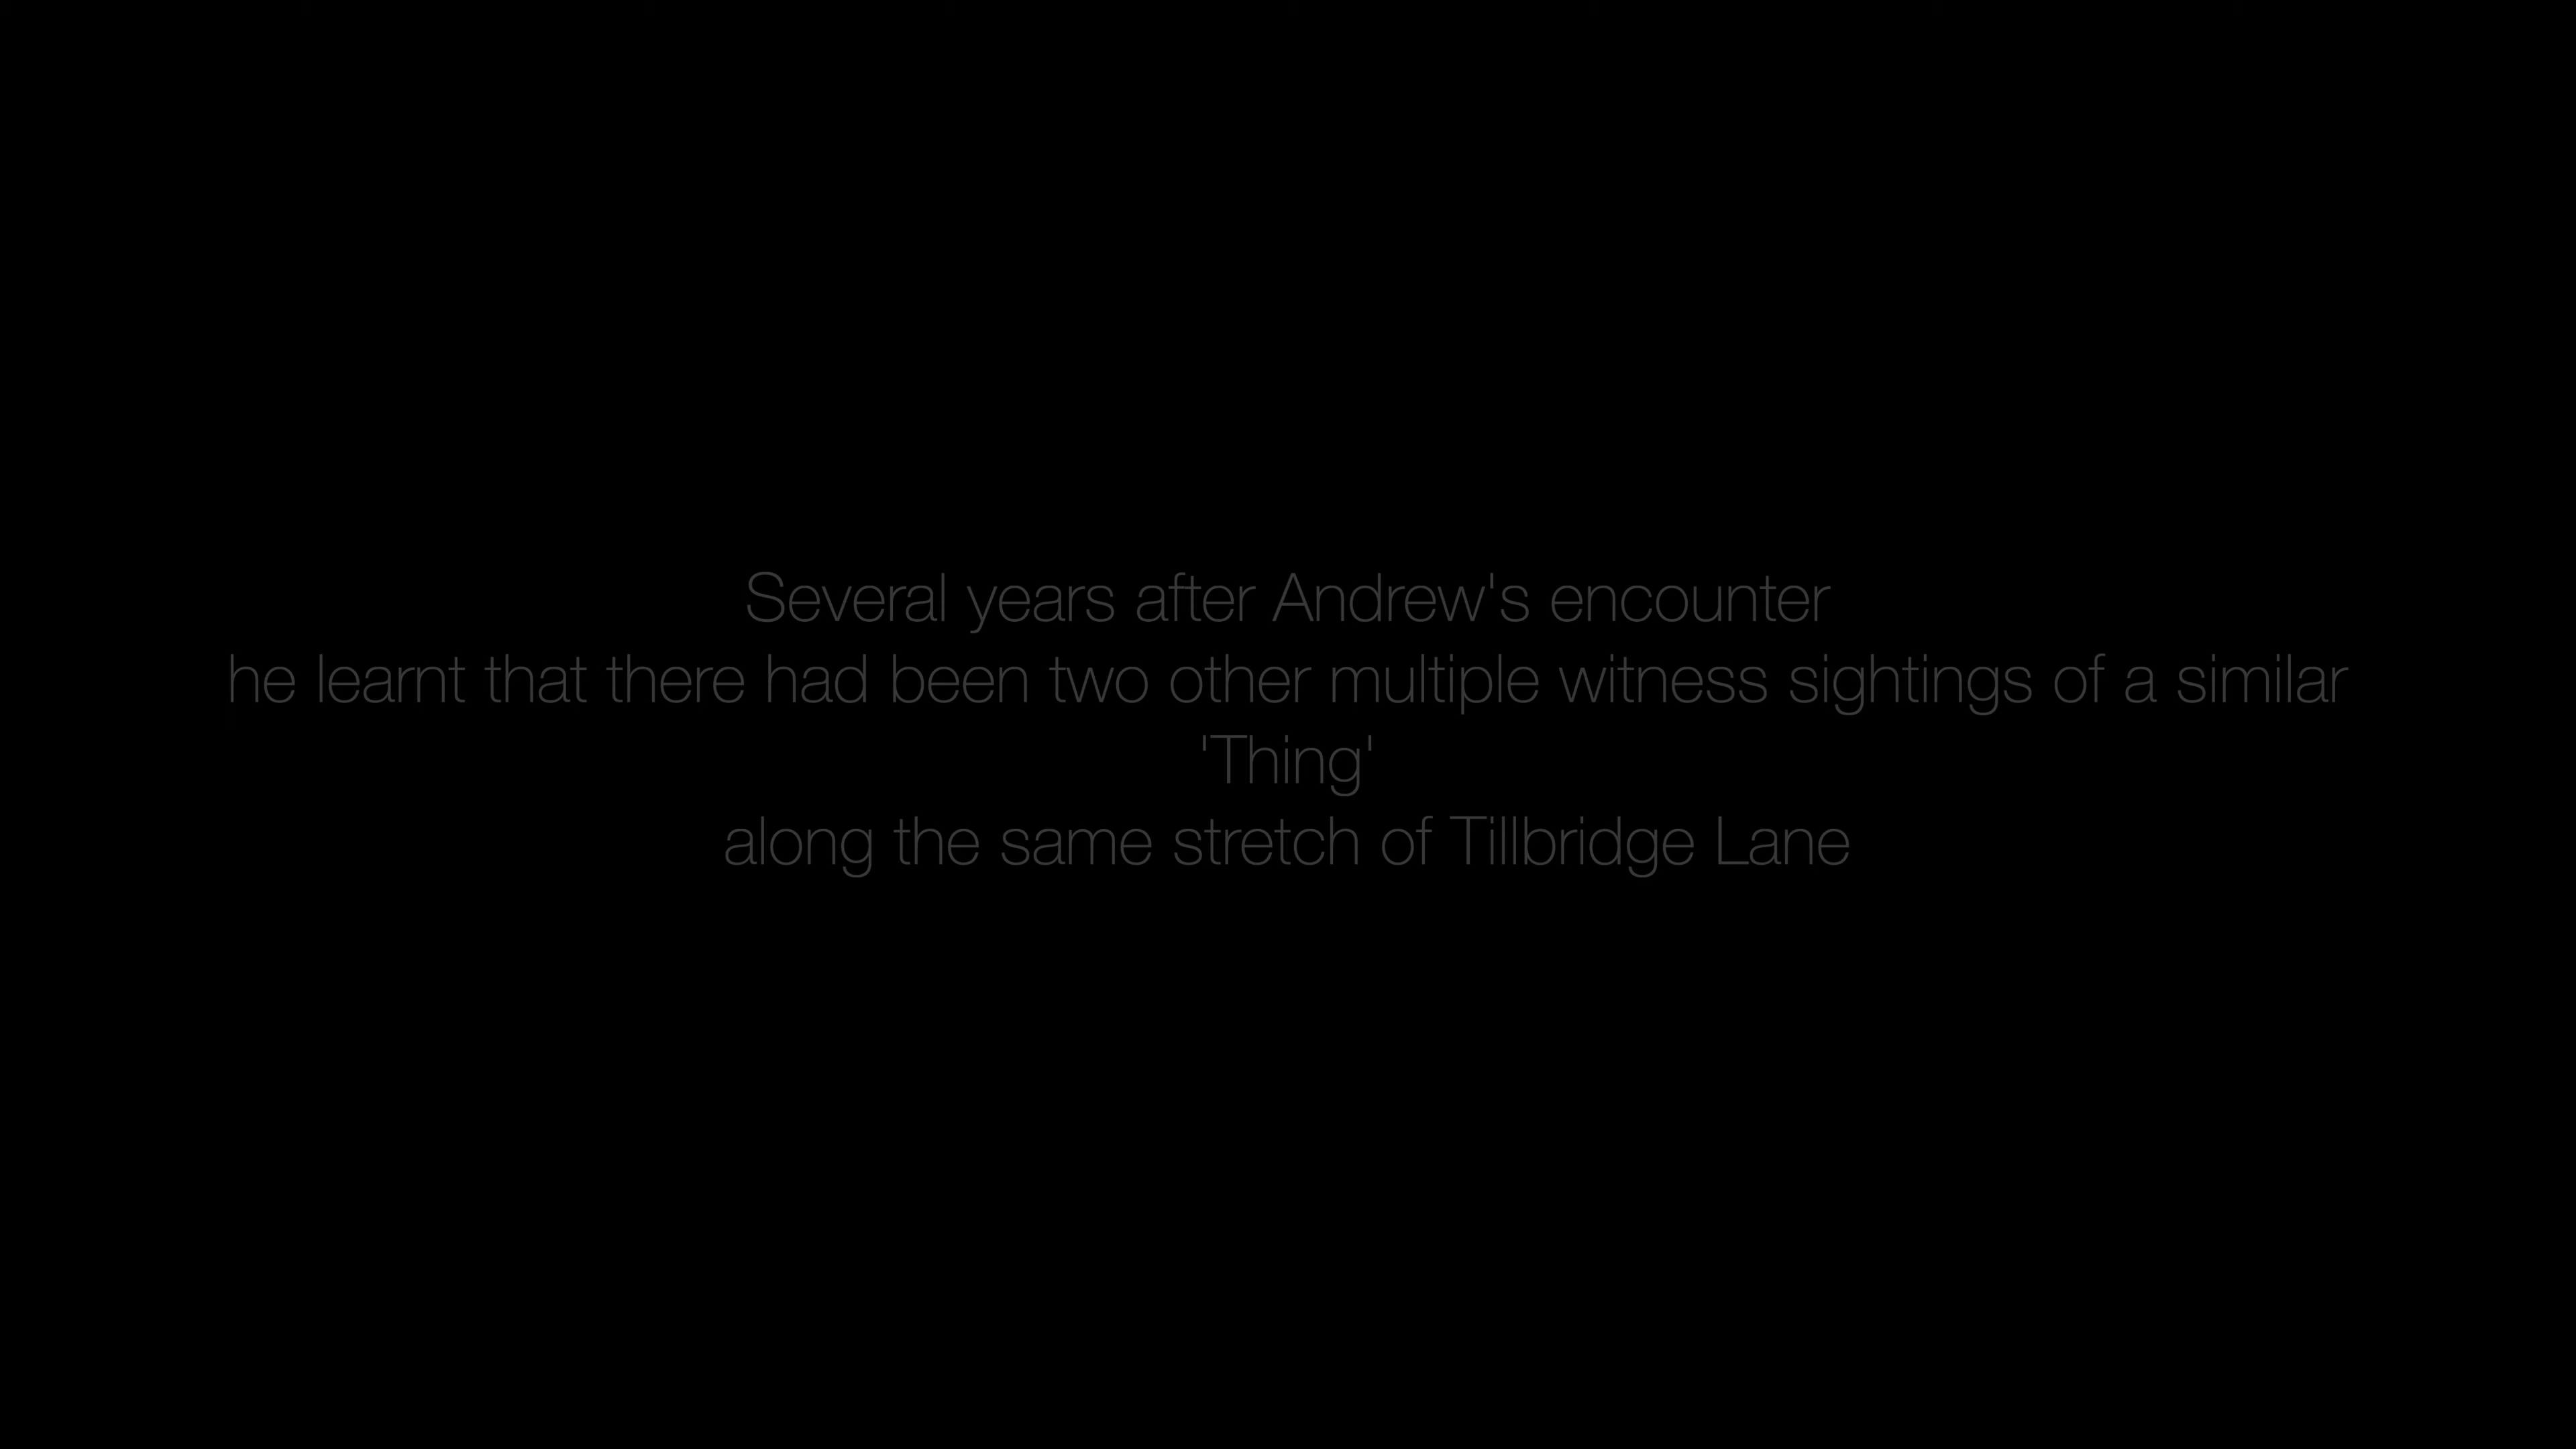 Several years after Andrew's encounter
he learnt that there had been two other multiple witness sightings of a similar
'Thing'
along the same stretch of Tillbridge Lane